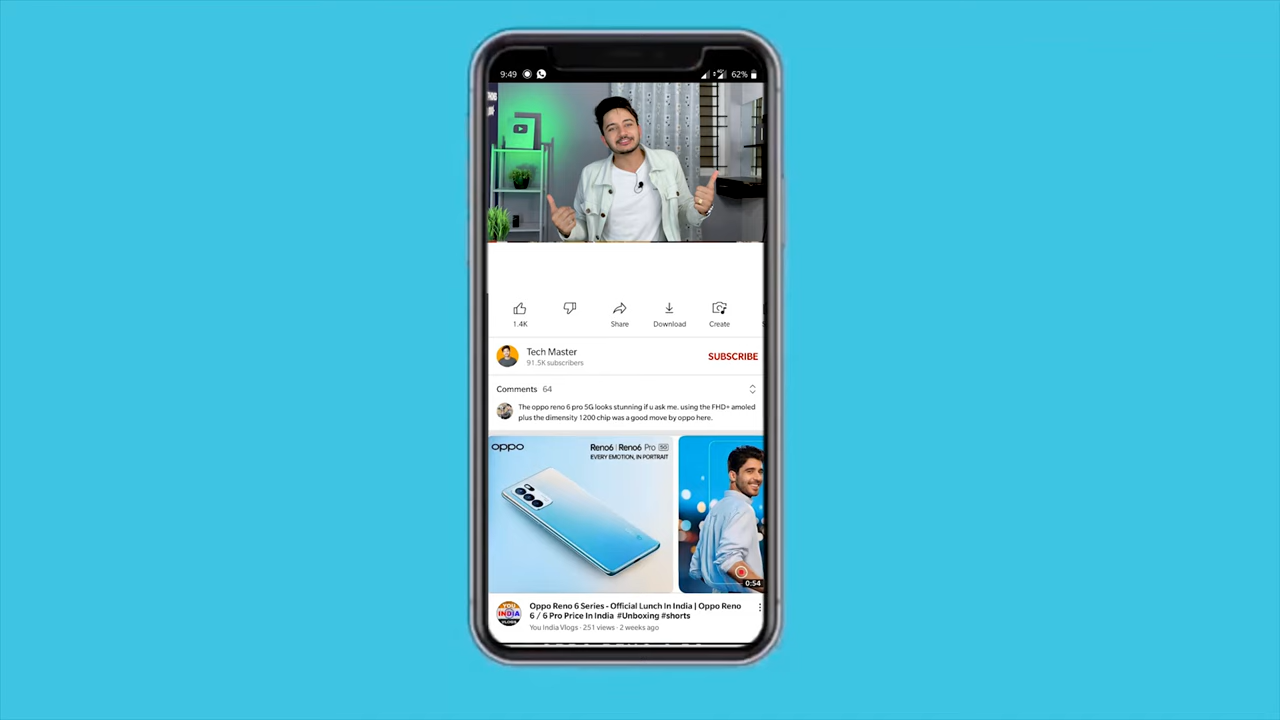 9:49
62%
1.4K
Share
Download
Create
Tech Master
91.5K subscribers
SUBSCRIBE
Comments 64
The oppo reno 6 pro 5G looks stunning if u ask me. using the FHD+ amoled
plus the dimensity 1200 chip was a good move by oppo here.
oppo
Reno6 | Reno6 Pro 5G
EVERY EMOTION, IN PORTRAIT
0:54
YOU
INDIA
VLOGS
Oppo Reno 6 Series - Official Lunch In India | Oppo Reno
6 / 6 Pro Price In India #Unboxing #shorts
You India Vlogs · 251 views · 2 weeks ago